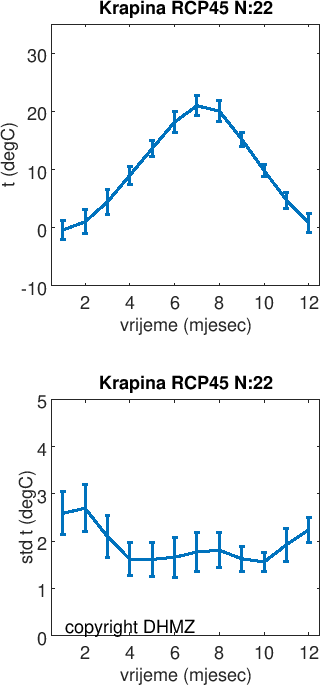 Krapina RCP45 N:22
30
20
10
0
-10
t (degC)
2 4 6 8 10 12
vrijeme (mjesec)
Krapina RCP45 N:22
5
4
3
2
1
0
std t (degC)
copyright DHMZ
2 4 6 8 10 12
vrijeme (mjesec)